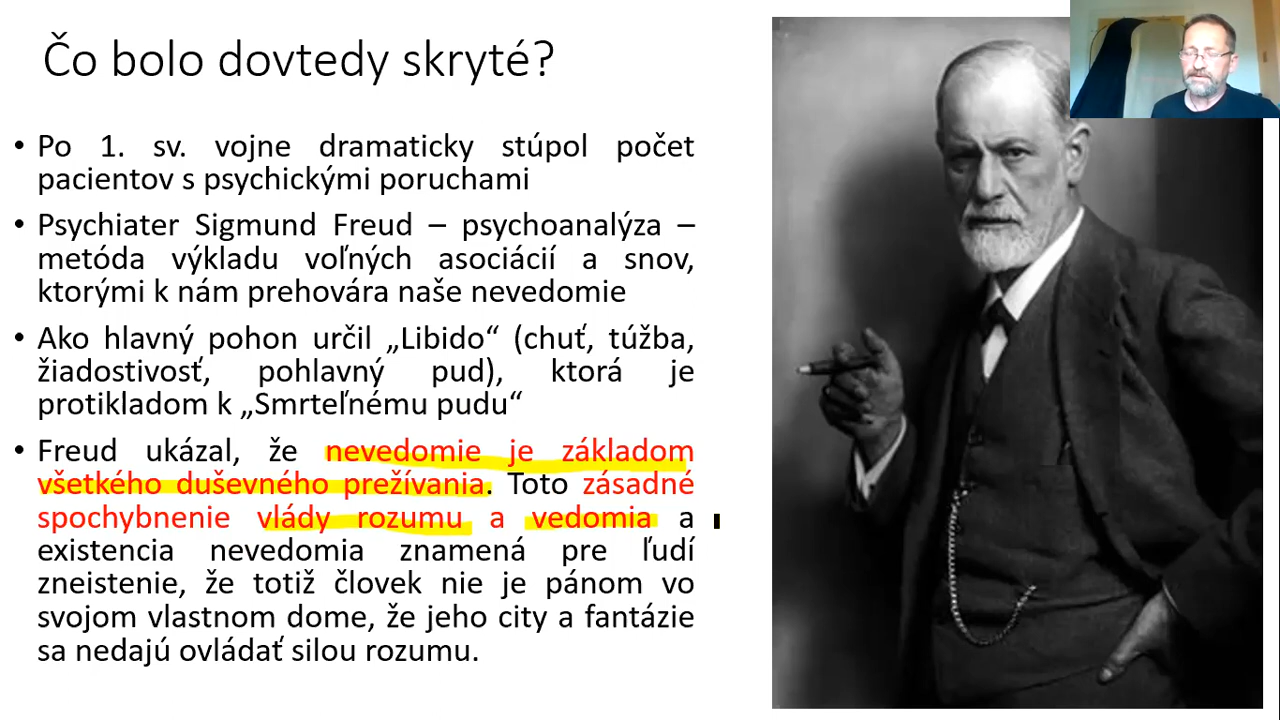 Čo bolo dovtedy skryté?
• Po 1. sv. vojne dramaticky stúpol počet
pacientov s psychickými poruchami
• Psychiater Sigmund Freud – psychoanalýza –
metóda výkladu voľných asociácií a snov,
ktorými k nám prehovára naše nevedomie
• Ako hlavný pohon určil „Libido“ (chuť, túžba,
žiadostivosť, pohlavný pud), ktorá je
protikladom k „Smrteľnému pudu“
• Freud ukázal, že nevedomie je základom
všetkého duševného prežívania. Toto zásadné
spochybnenie vlády rozumu a vedomia a
existencia nevedomia znamená pre ľudí
zneistenie, že totiž človek nie je pánom vo
svojom vlastnom dome, že jeho city a fantázie
sa nedajú ovládať silou rozumu.